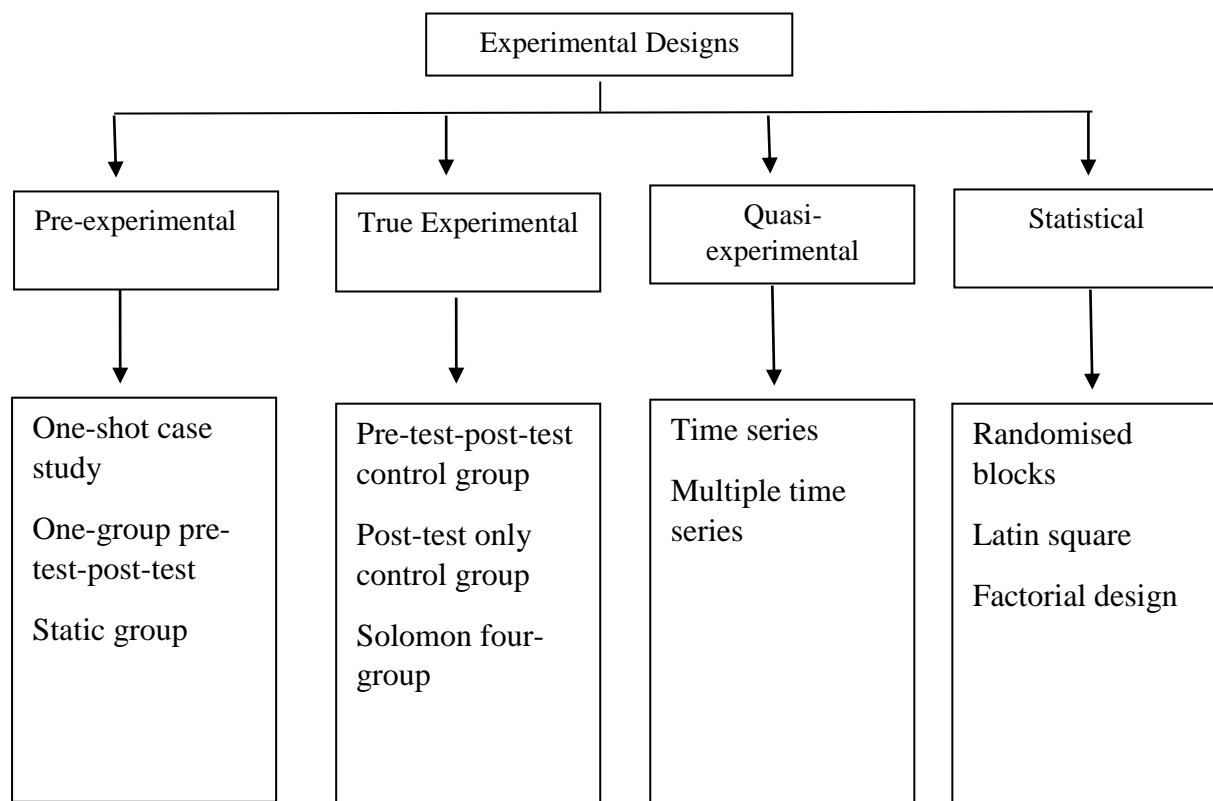 Experimental Designs
Pre-experimental
True Experimental
Quasi-
experimental
Statistical
One-shot case
study
One-group pre-
test-post-test
Static group
Pre-test-post-test
control group
Post-test only
control group
Solomon four-
group
Time series
Multiple time
series
Randomised
blocks
Latin square
Factorial design